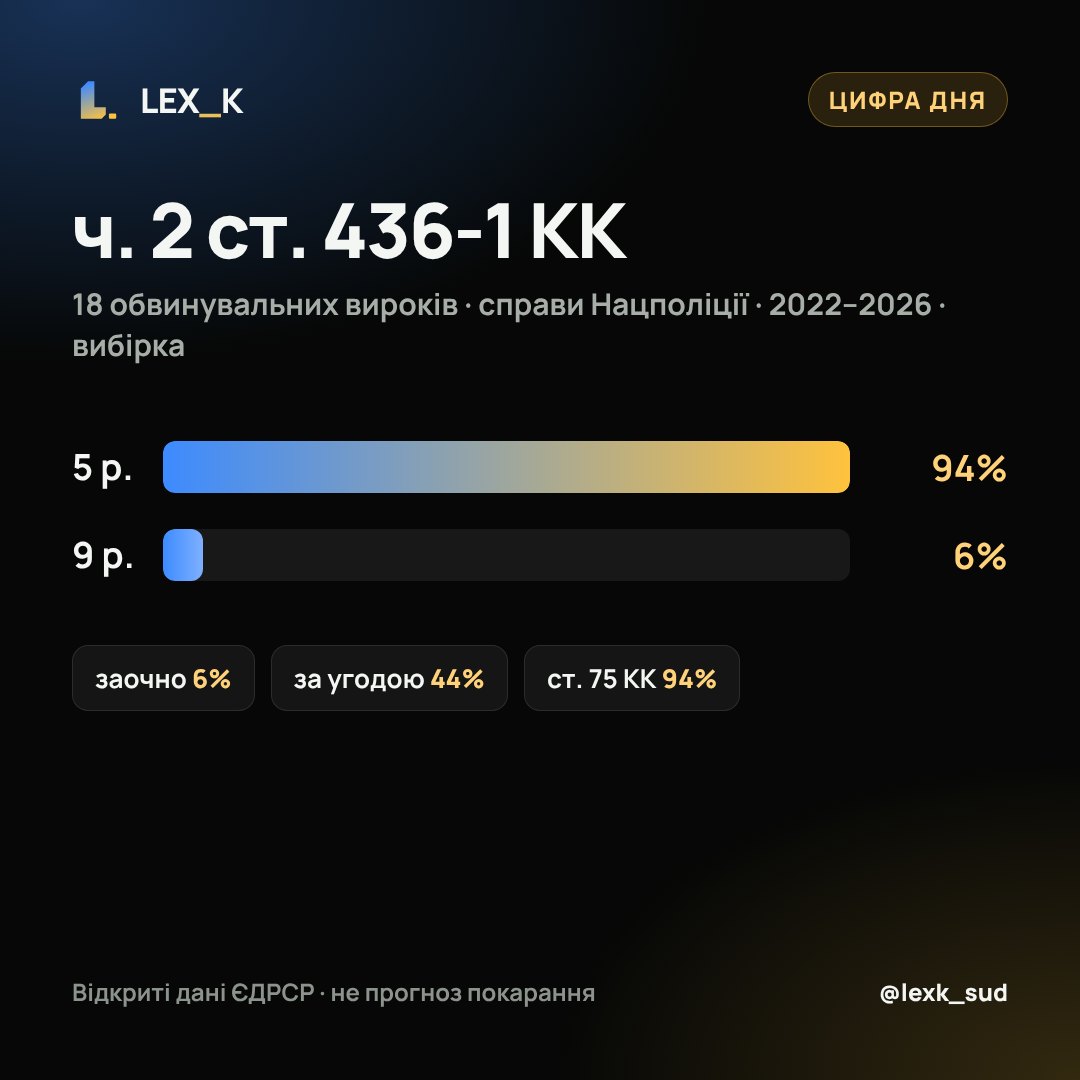 LEX_K
ЦИФРА ДНЯ
ч. 2 ст. 436-1 КК
18 обвинувальних вироків · справи Нацполіції · 2022–2026 ·
вибірка
5 р. 94%
9 р. 6%
заочно 6% за угодою 44% ст. 75 КК 94%
Відкриті дані ЄДРСР · не прогноз покарання
@lexk_sud